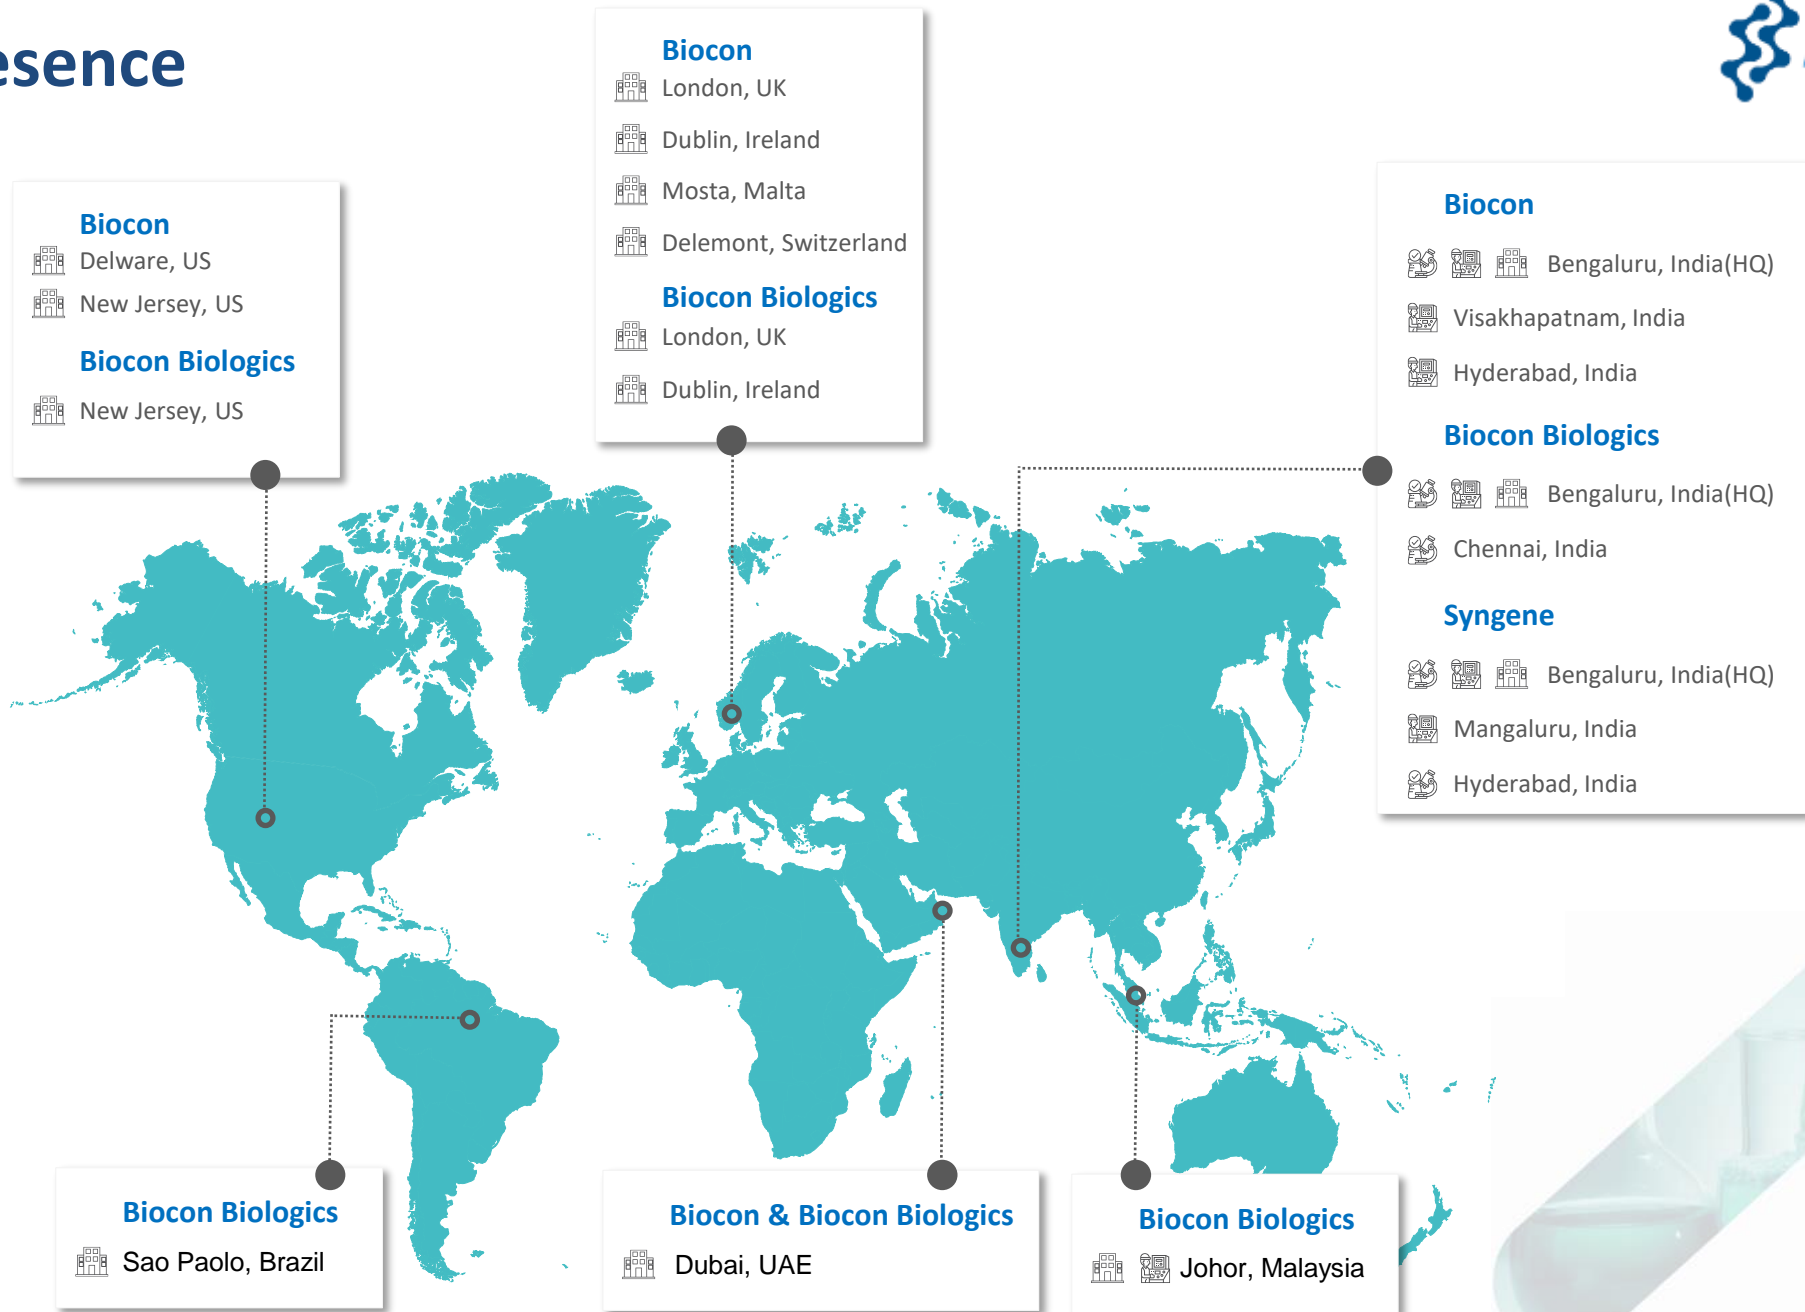 Biocon
Delware, US
New Jersey, US
Biocon Biologics
New Jersey, US
Biocon
London, UK
Dublin, Ireland
Mosta, Malta
Delemont, Switzerland
Biocon Biologics
London, UK
Dublin, Ireland
Biocon
Bengaluru, India(HQ)
Visakhapatnam, India
Hyderabad, India
Biocon Biologics
Bengaluru, India(HQ)
Chennai, India
Syngene
Bengaluru, India(HQ)
Mangaluru, India
Hyderabad, India
Biocon Biologics
Sao Paolo, Brazil
Biocon & Biocon Biologics
Dubai, UAE
Biocon Biologics
Johor, Malaysia